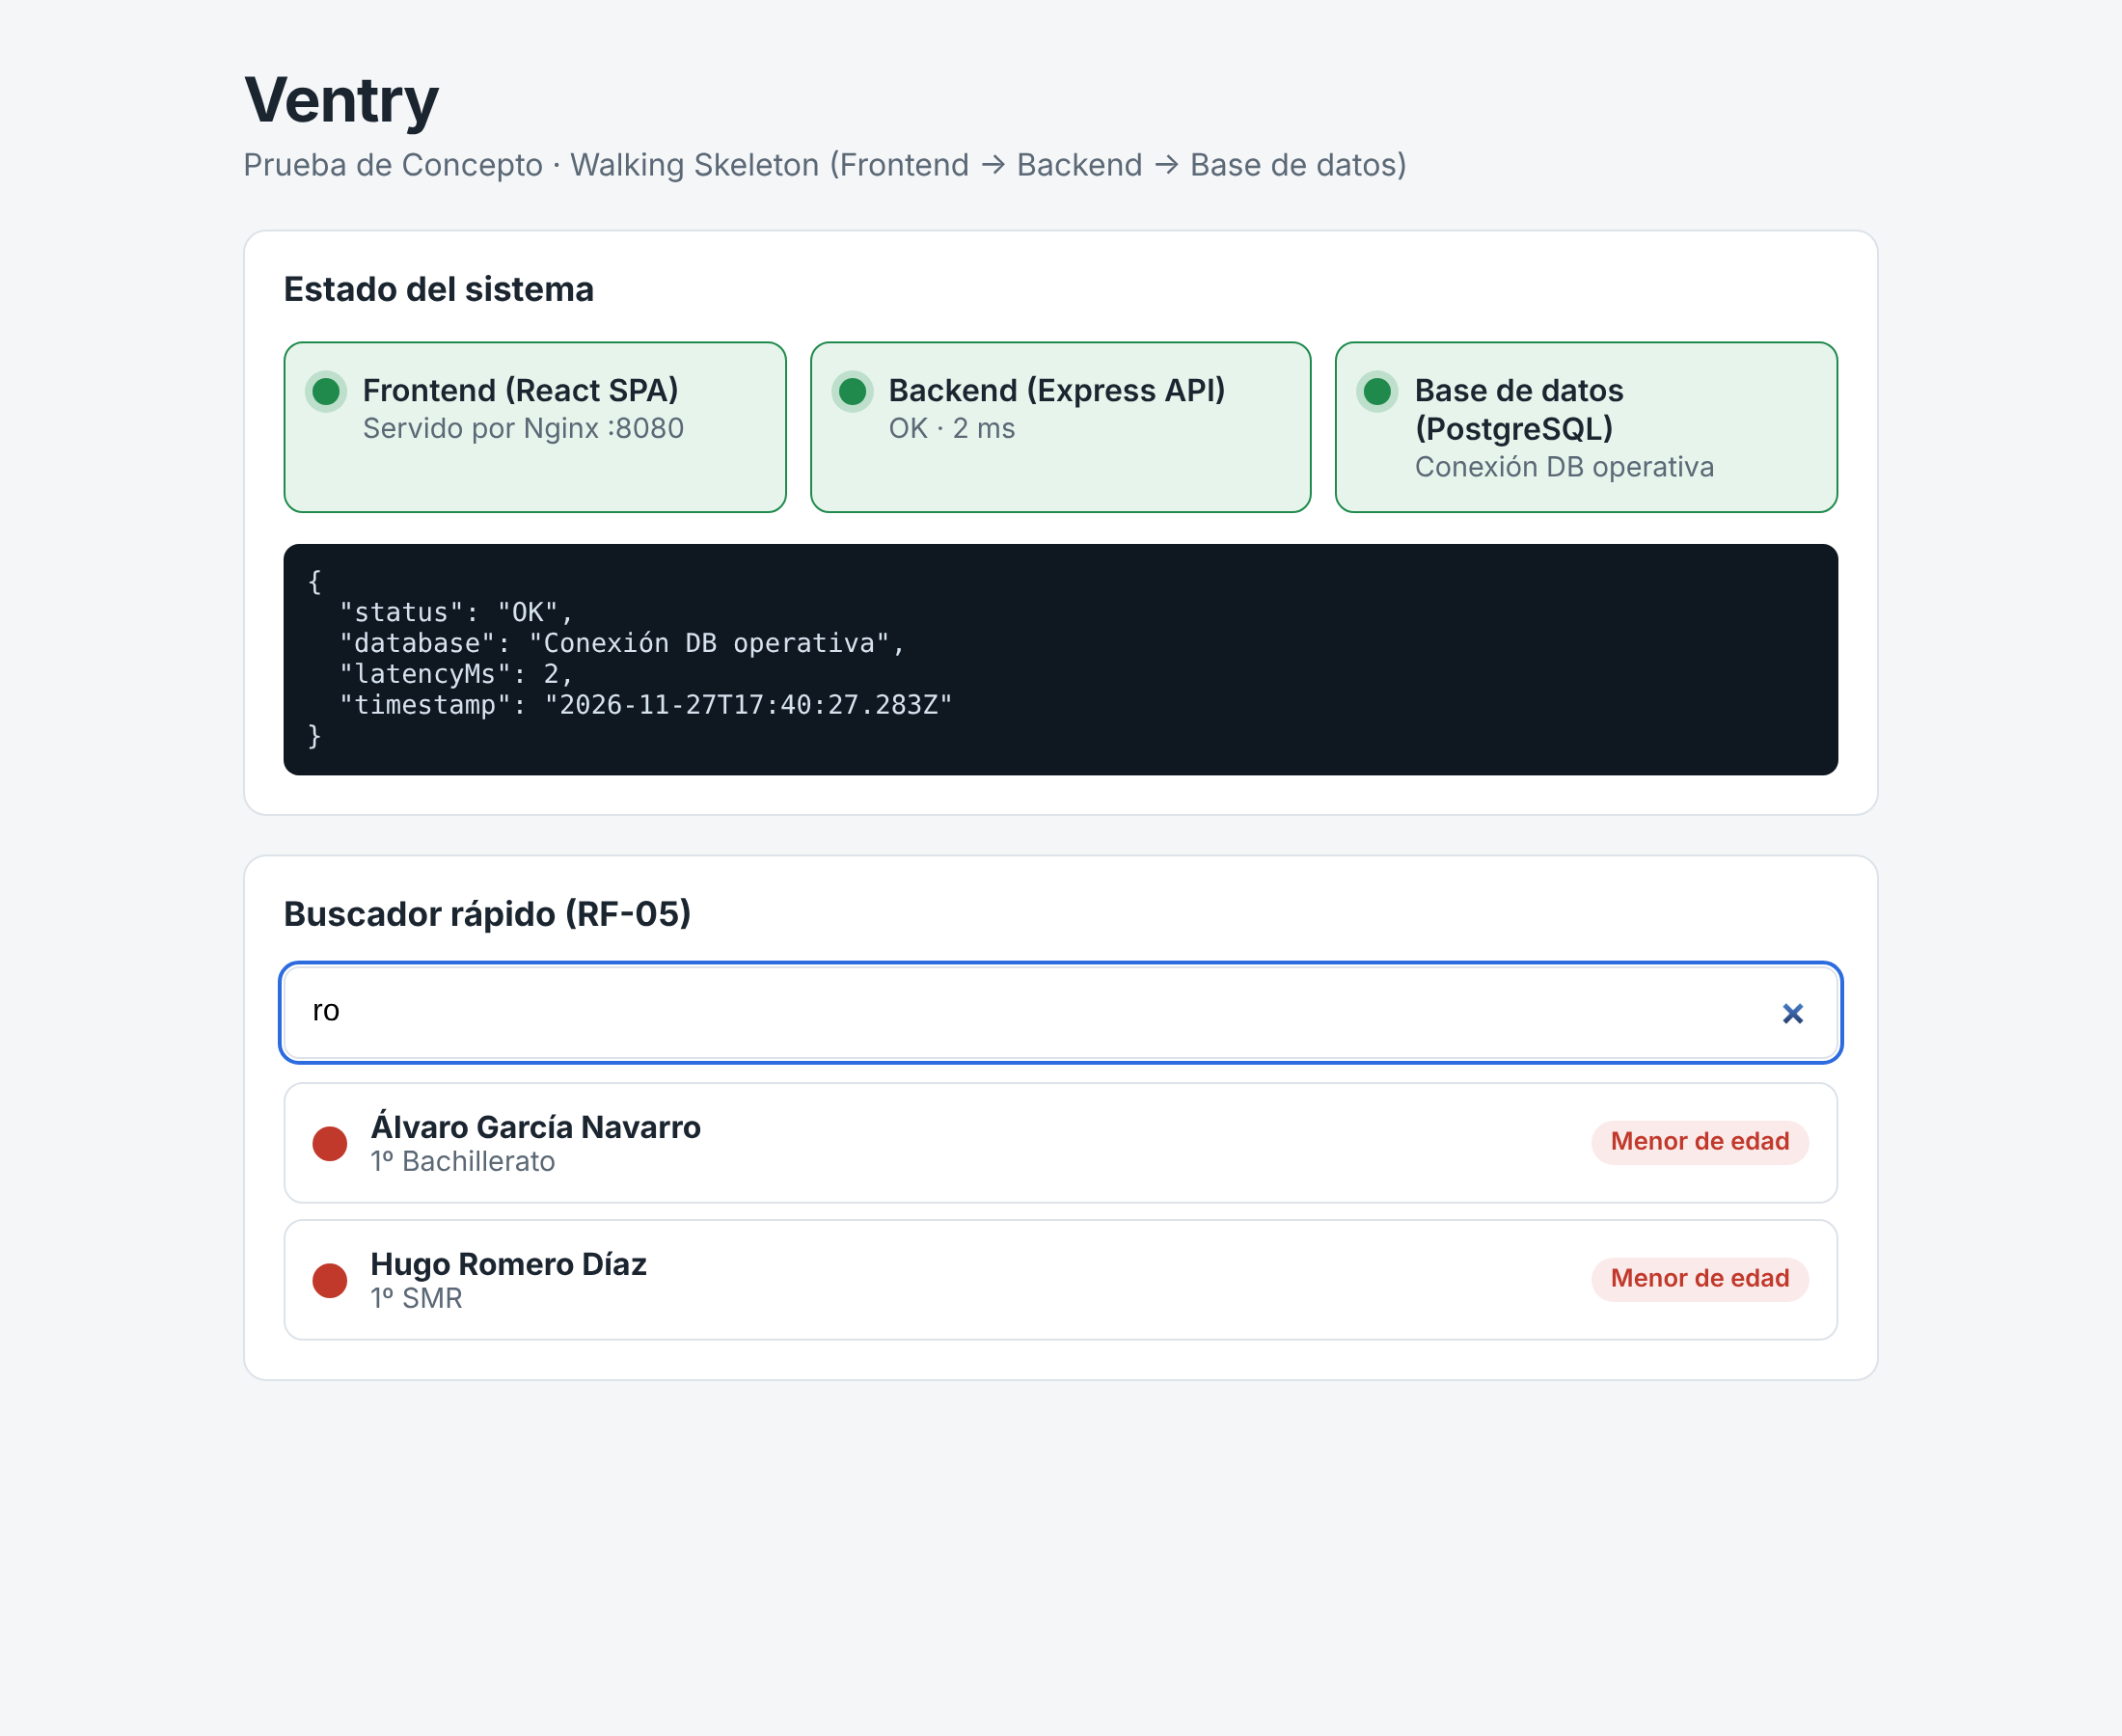 Ventry
Prueba de Concepto · Walking Skeleton (Frontend → Backend → Base de datos)
Estado del sistema
Frontend (React SPA)
Servido por Nginx :8080
Backend (Express API)
OK · 2 ms
Base de datos
(PostgreSQL)
Conexión DB operativa
{
  "status": "OK",
  "database": "Conexión DB operativa",
  "latencyMs": 2,
  "timestamp": "2026-11-27T17:40:27.283Z"
}
Buscador rápido (RF-05)
ro
Álvaro García Navarro
1º Bachillerato
Menor de edad
Hugo Romero Díaz
1º SMR
Menor de edad